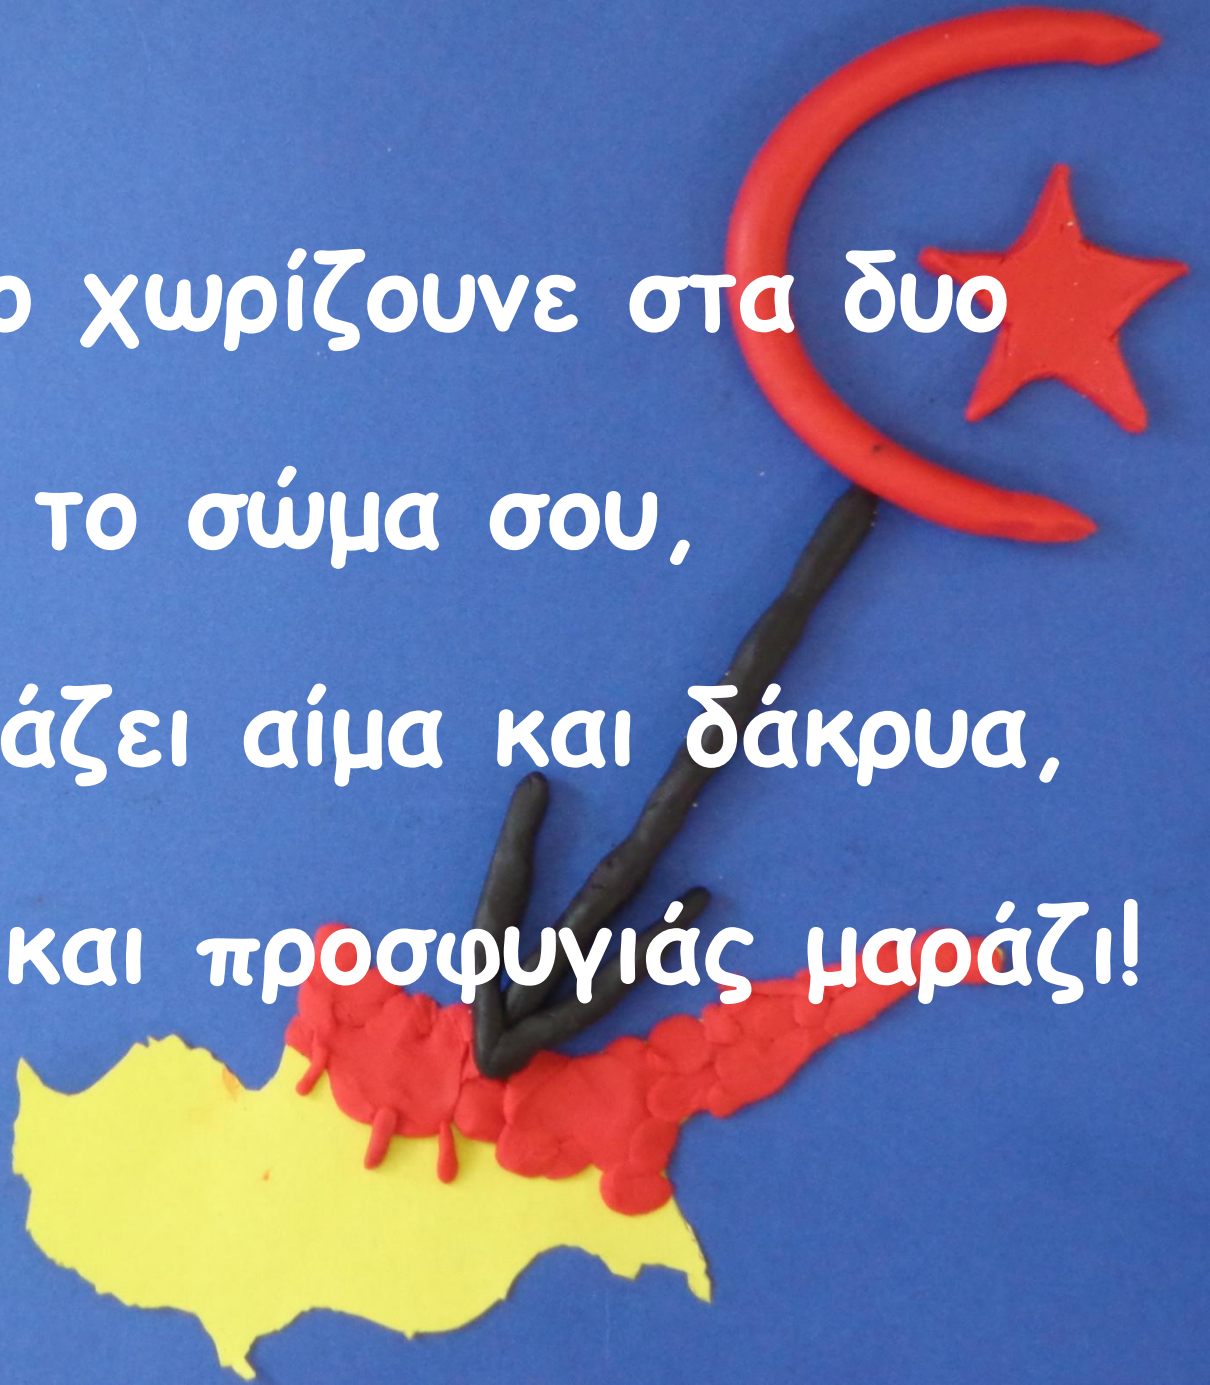 χωρίζουνε στα δυο
το σώμα σου,
άζει αίμα και δάκρυα,
και προσφυγιάς μαράζι!